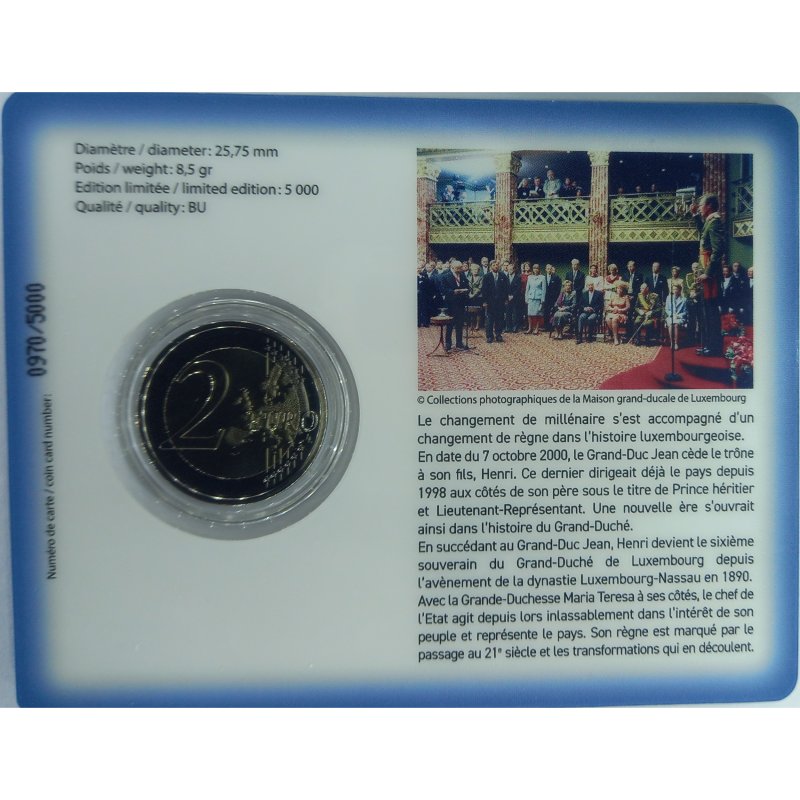 Diamètre / diameter: 25,75 mm
Poids / weight: 8,5 gr
Edition limitée / limited edition: 5 000
Qualité / quality: BU
Numéro de carte / coin card number: 0970/5000
2 EURO
© Collections photographiques de la Maison grand-ducale de Luxembourg
Le changement de millénaire s'est accompagné d'un
changement de règne dans l'histoire luxembourgeoise.
En date du 7 octobre 2000, le Grand-Duc Jean cède le trône
à son fils, Henri. Ce dernier dirigeait déjà le pays depuis
1998 aux côtés de son père sous le titre de Prince héritier
et Lieutenant-Représentant. Une nouvelle ère s'ouvrait
ainsi dans l'histoire du Grand-Duché.
En succédant au Grand-Duc Jean, Henri devient le sixième
souverain du Grand-Duché de Luxembourg depuis
l'avènement de la dynastie Luxembourg-Nassau en 1890.
Avec la Grande-Duchesse Maria Teresa à ses côtés, le chef de
l'Etat agit depuis lors inlassablement dans l'intérêt de son
peuple et représente le pays. Son règne est marqué par le
passage au 21e siècle et les transformations qui en découlent.